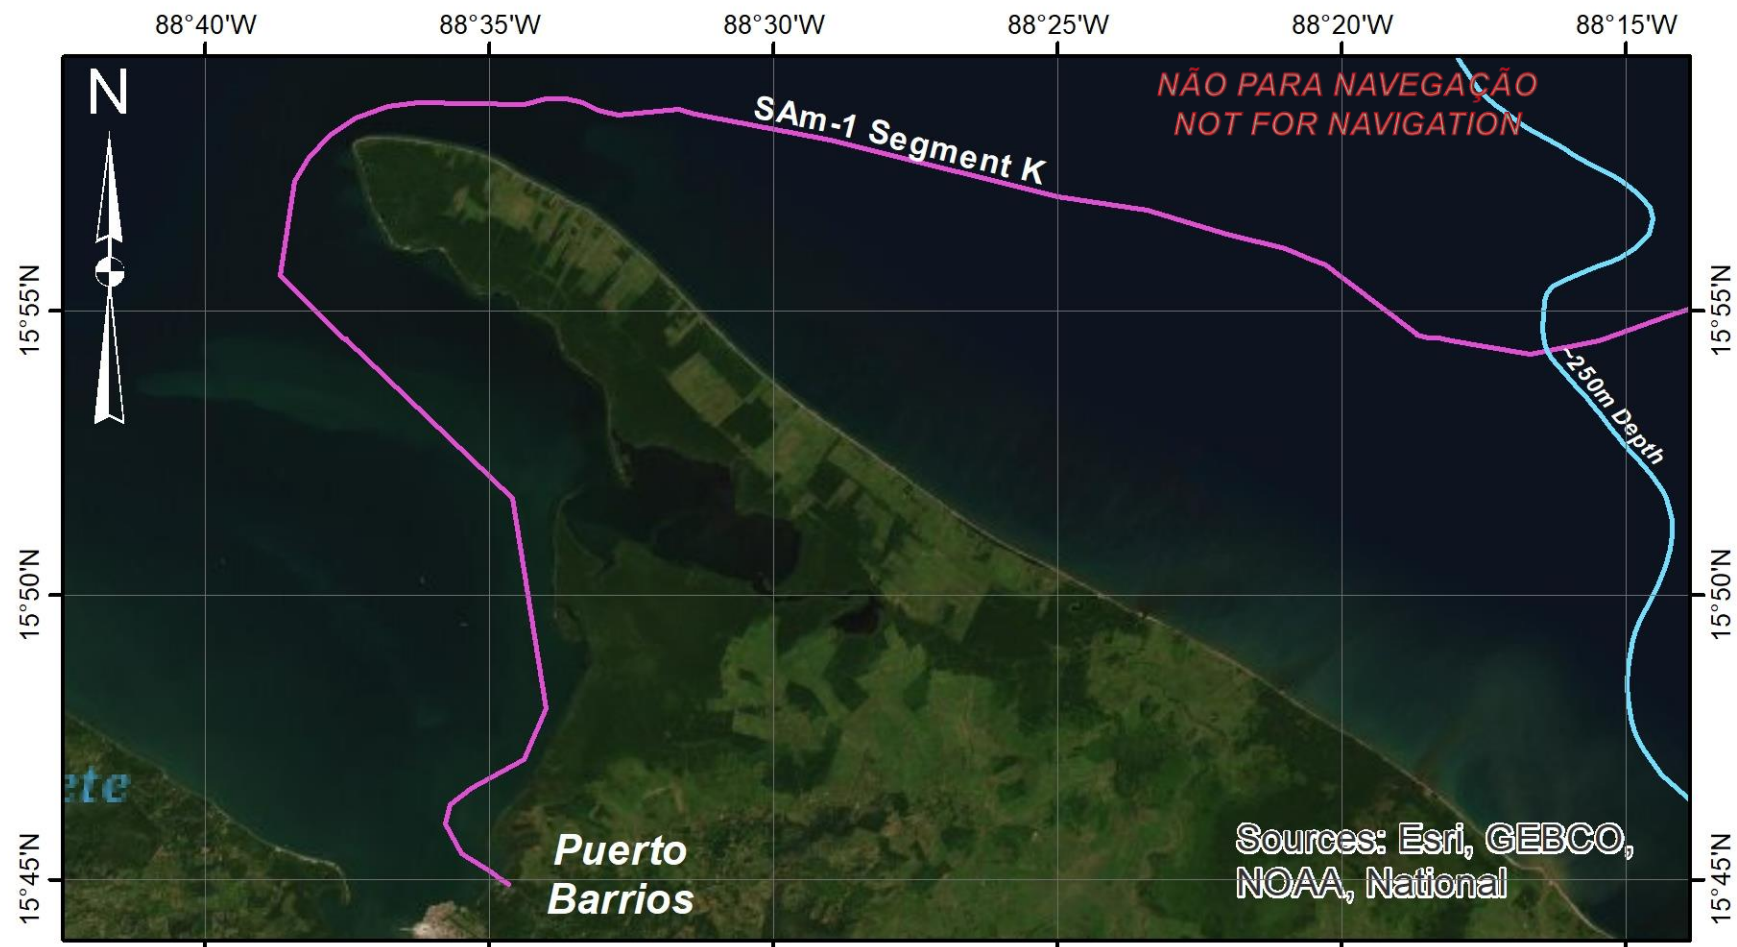 88°40'W 88°35'W 88°30'W 88°25'W 88°20'W 88°15'W
N
NÃO PARA NAVEGAÇÃO
NOT FOR NAVIGATION
SAm-1 Segment K
15°55'N 15°55'N
~250m Depth
15°50'N 15°50'N
ete
Puerto
Barrios
Sources: Esri, GEBCO,
NOAA, National
15°45'N 15°45'N